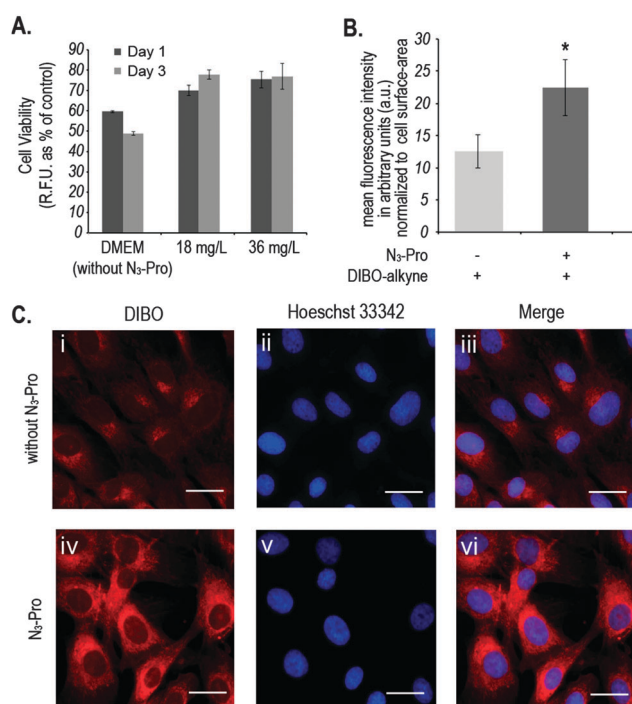 A.
Day 1
Day 3
Cell Viability
(R.F.U. as % of control)
90
80
70
60
50
40
30
20
10
0
DMEM
(without N₃-Pro)
18 mg/L
36 mg/L
B.
mean fluorescence intensity
in arbitrary units (a.u.)
normalized to cell surface-area
30
25
20
15
10
5
0
*
N₃-Pro - +
DIBO-alkyne + +
C.
DIBO Hoeschst 33342 Merge
without N₃-Pro
i ii iii
N₃-Pro
iv v vi